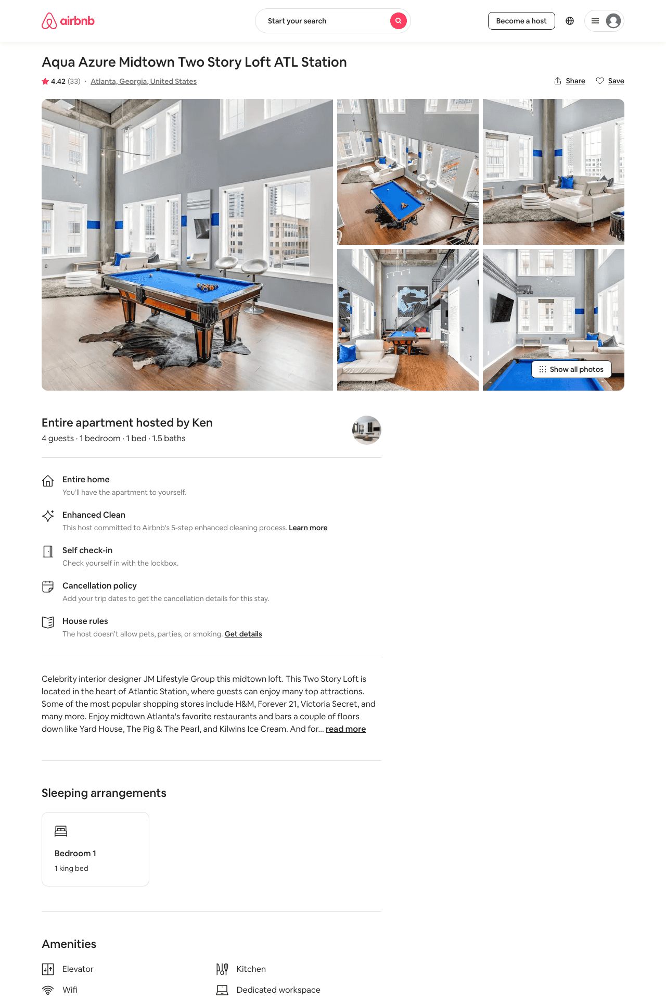 airbnb
Start your search
Become a host
Aqua Azure Midtown Two Story Loft ATL Station
4.42 (33) · Atlanta, Georgia, United States
Share
Save
Show all photos
Entire apartment hosted by Ken
4 guests · 1 bedroom · 1 bed · 1.5 baths
Entire home
You’ll have the apartment to yourself.
Enhanced Clean
This host committed to Airbnb's 5-step enhanced cleaning process. Learn more
Self check-in
Check yourself in with the lockbox.
Cancellation policy
Add your trip dates to get the cancellation details for this stay.
House rules
The host doesn’t allow pets, parties, or smoking. Get details
Celebrity interior designer JM Lifestyle Group this midtown loft. This Two Story Loft is
located in the heart of Atlantic Station, where guests can enjoy many top attractions.
Some of the most popular shopping stores include H&M, Forever 21, Victoria Secret, and
many more. Enjoy midtown Atlanta's favorite restaurants and bars a couple of floors
down like Yard House, The Pig & The Pearl, and Kilwins Ice Cream. And for... read more
Sleeping arrangements
Bedroom 1
1 king bed
Amenities
Elevator
Kitchen
Wifi
Dedicated workspace